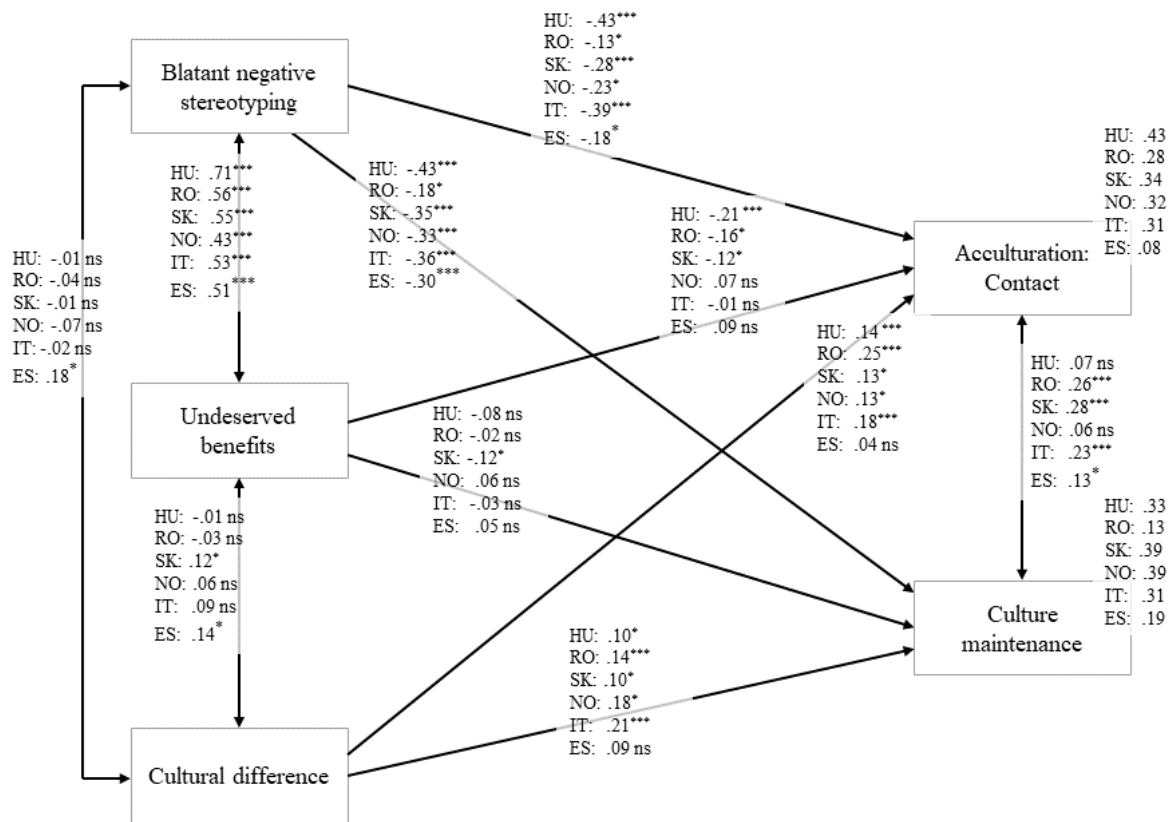 HU: -.43***
RO: -.13*
SK: -.28***
NO: -.23*
IT: -.39***
ES: -.18*
Blatant negative
stereotyping
HU: .71***
RO: .56***
SK: .55***
NO: .43***
IT: .53***
ES: .51***
HU: -.43***
RO: -.18*
SK: -.35***
NO: -.33***
IT: -.36***
ES: -.30***
HU: .43
RO: .28
SK: .34
NO: .32
IT: .31
ES: .08
HU: -.21***
RO: -.16*
SK: -.12*
NO: .07 ns
IT: -.01 ns
ES: .09 ns
Acculturation:
Contact
HU: -.01 ns
RO: -.04 ns
SK: -.01 ns
NO: -.07 ns
IT: -.02 ns
ES: .18*
HU: .14***
RO: .25***
SK: .13*
NO: .13*
IT: .18***
ES: .04 ns
HU: .07 ns
RO: .26***
SK: .28***
NO: .06 ns
IT: .23***
ES: .13*
Undeserved
benefits
HU: -.08 ns
RO: -.02 ns
SK: -.12*
NO: .06 ns
IT: -.03 ns
ES: .05 ns
HU: -.01 ns
RO: -.03 ns
SK: .12*
NO: .06 ns
IT: .09 ns
ES: .14*
HU: .33
RO: .13
SK: .39
NO: .39
IT: .31
ES: .19
Culture
maintenance
HU: .10*
RO: .14***
SK: .10*
NO: .18*
IT: .21***
ES: .09 ns
Cultural difference